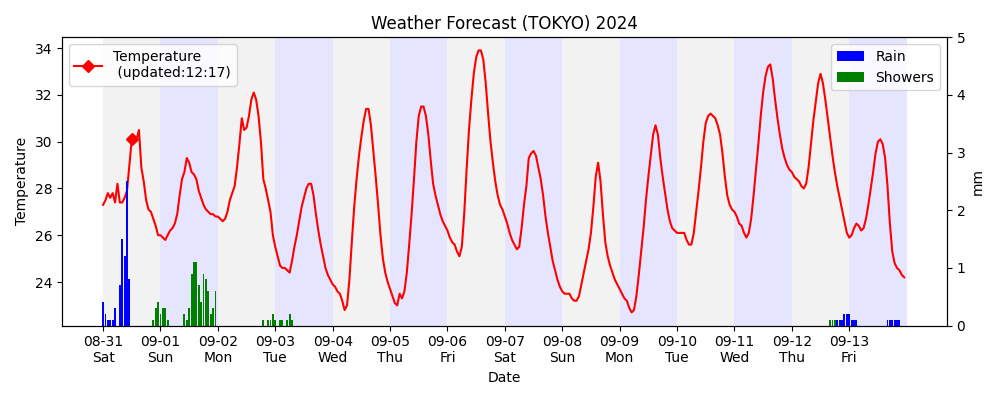 Weather Forecast (TOKYO) 2024
Temperature
(updated:12:17)
Rain
Showers
34
32
30
28
26
24
Temperature
5
4
3
2
1
0
mm
08-31 09-01 09-02 09-03 09-04 09-05 09-06 09-07 09-08 09-09 09-10 09-11 09-12 09-13
Sat Sun Mon Tue Wed Thu Fri Sat Sun Mon Tue Wed Thu Fri
Date